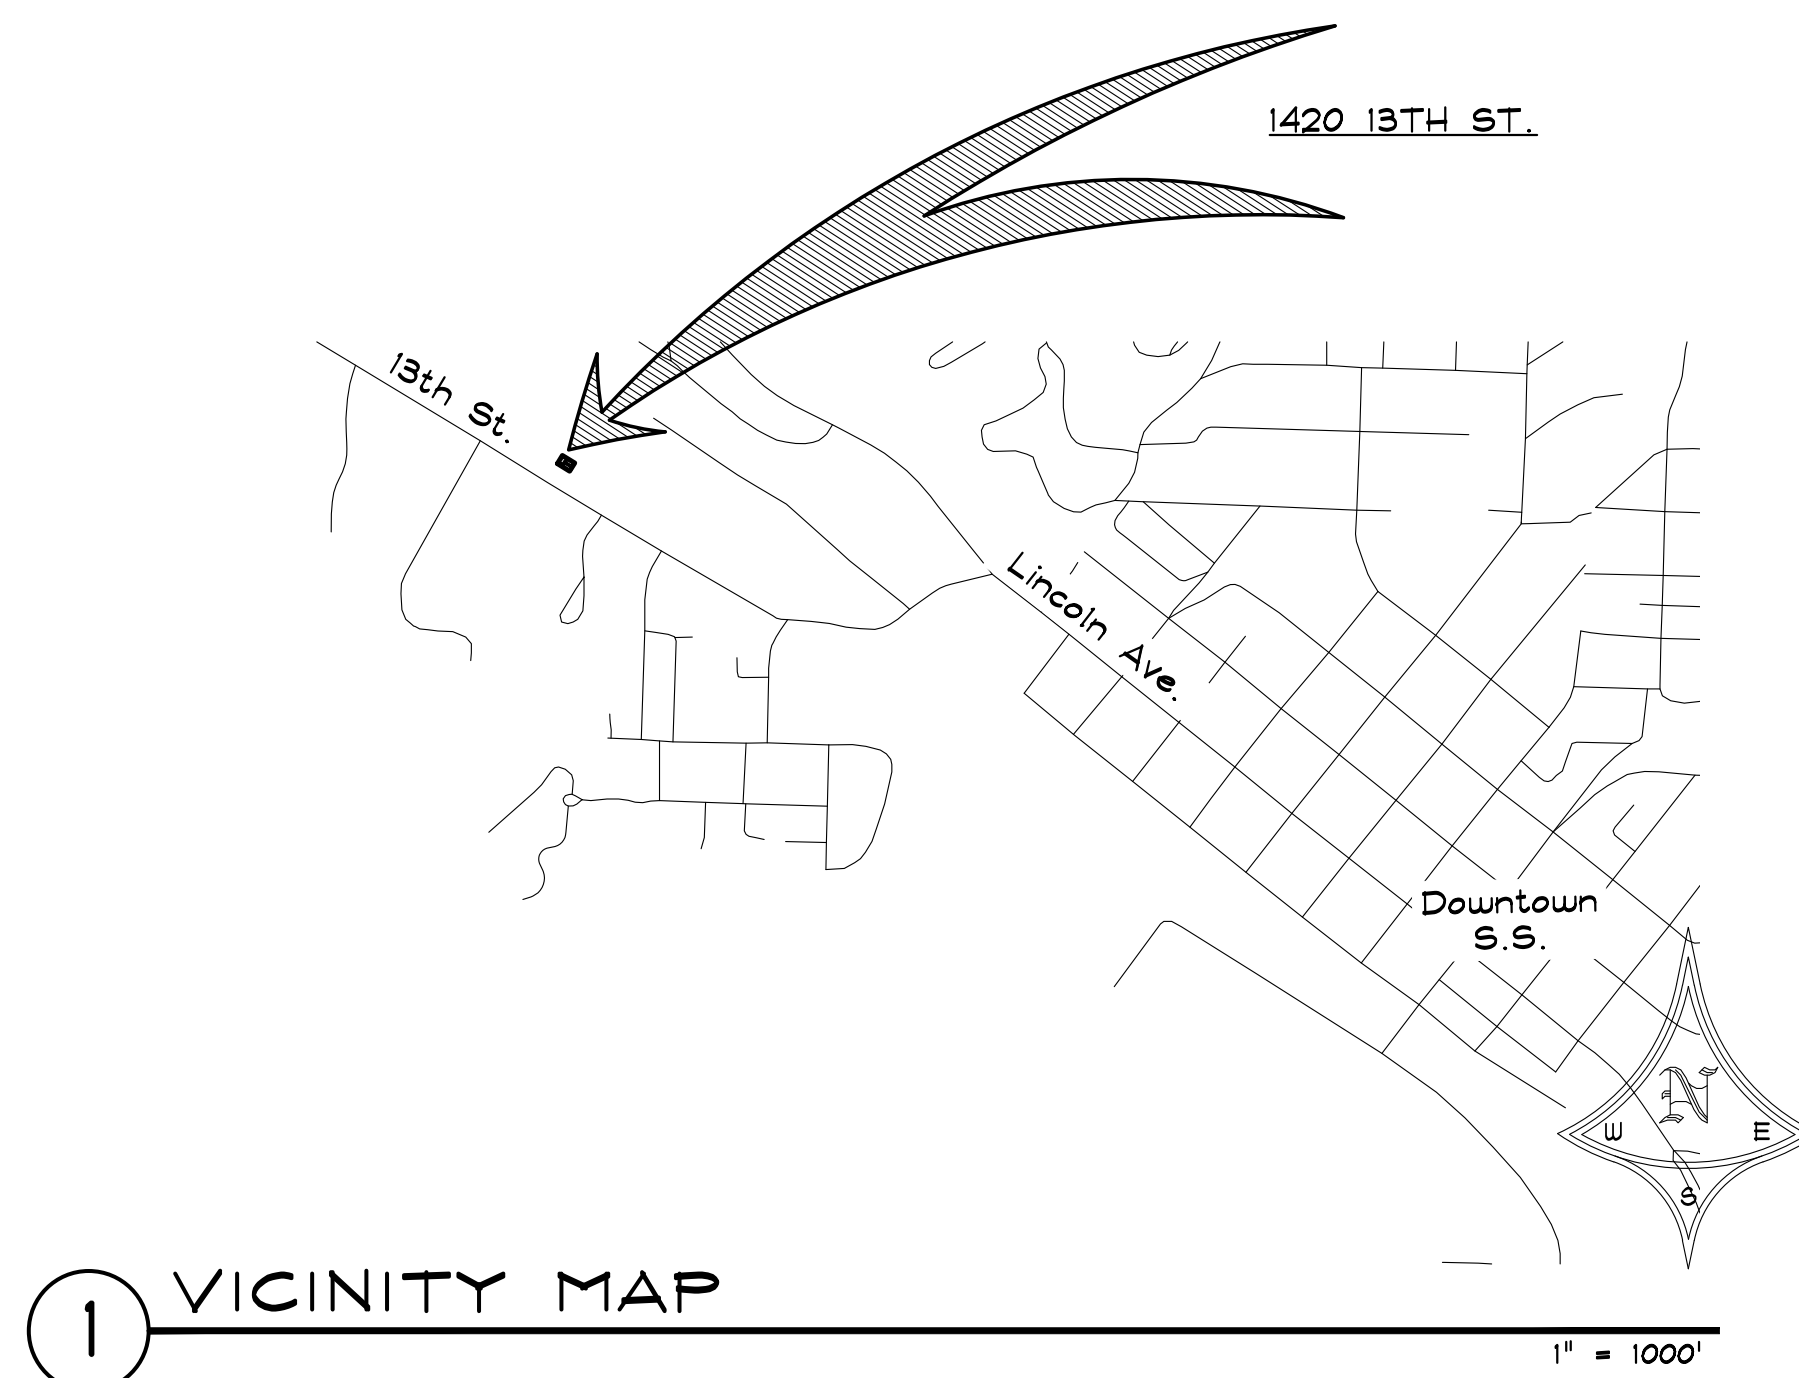 1420 13TH ST.
13th St.
Lincoln Ave.
Downtown
S.S.
N
W
E
S
1
VICINITY MAP
1" = 1000'